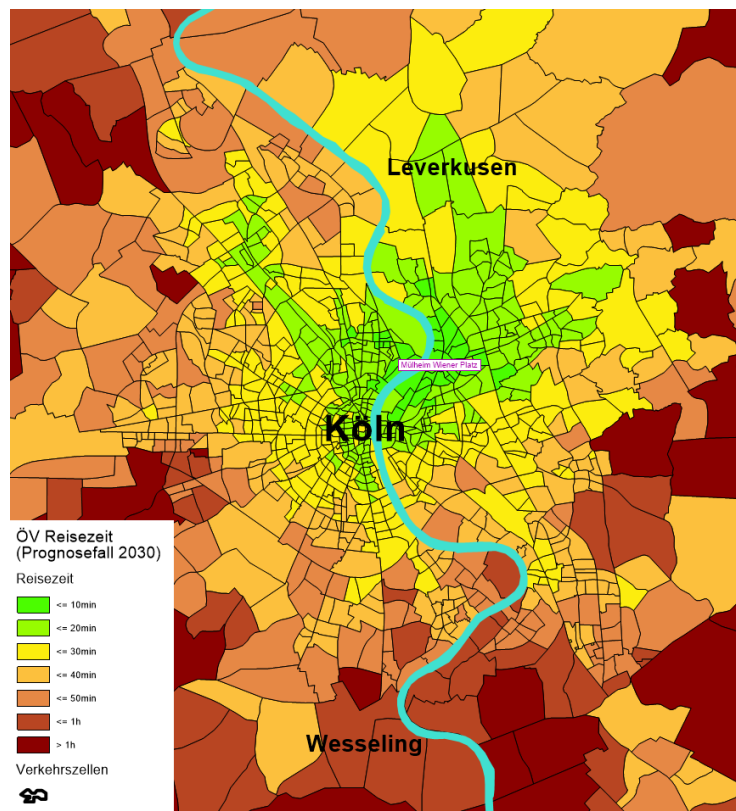 Leverkusen
Mülheim Wiener Platz
Köln
Wesseling
ÖV Reisezeit
(Prognosefall 2030)
Reisezeit
<= 10min
<= 20min
<= 30min
<= 40min
<= 50min
<= 1h
> 1h
Verkehrszellen